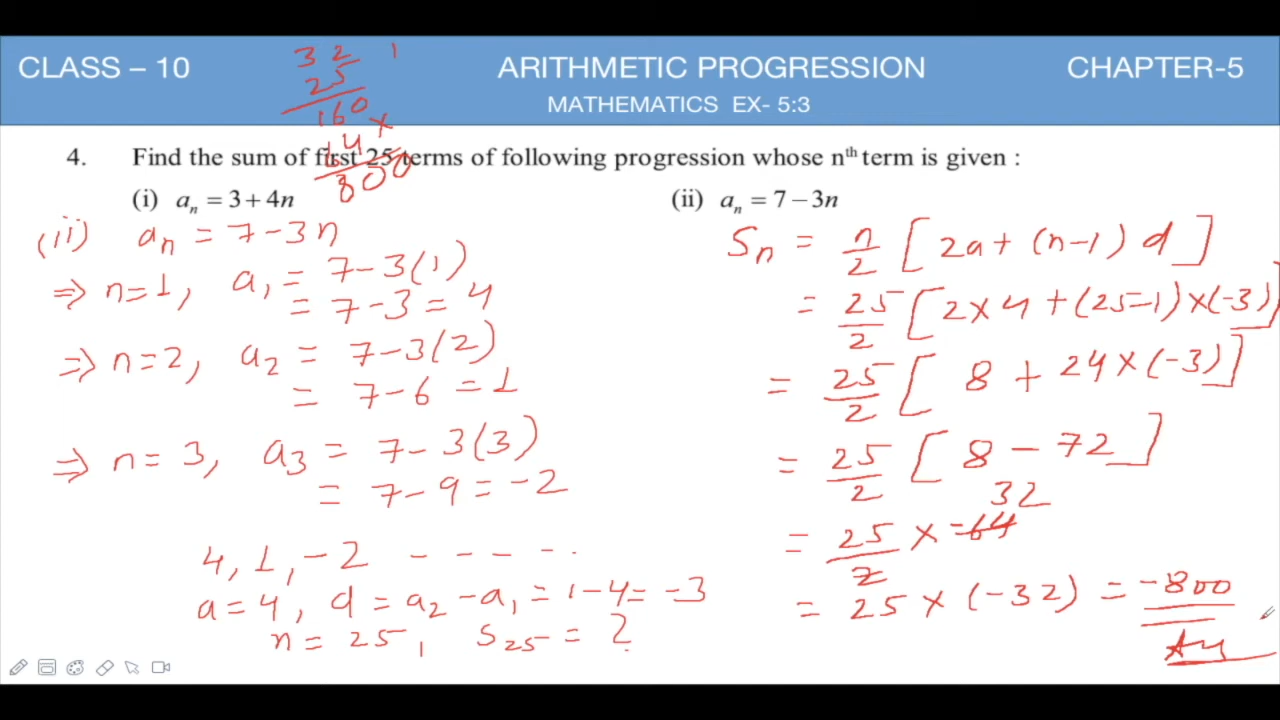 CLASS – 10
ARITHMETIC PROGRESSION
CHAPTER-5
MATHEMATICS EX- 5:3
32
25
160
64×
800
1
4. Find the sum of first 25 terms of following progression whose nth term is given :
(i) an = 3 + 4n
(ii) an = 7 – 3n
(ii) an = 7 - 3n
⇒ n=1, a1 = 7-3(1)
= 7-3 = 4
⇒ n=2, a2 = 7-3(2)
= 7-6 = 1
⇒ n=3, a3 = 7-3(3)
= 7-9 = -2
4, 1, -2 - - - - - .
a=4, d = a2 - a1 = 1-4 = -3
n = 25, S25 = ?
Sn = n/2 [2a + (n-1) d]
= 25/2 [2×4 + (25-1)×(-3)]
= 25/2 [8 + 24×(-3)]
= 25/2 [8 - 72]
32
= 25/2 × -64
= 25 × (-32) = -800